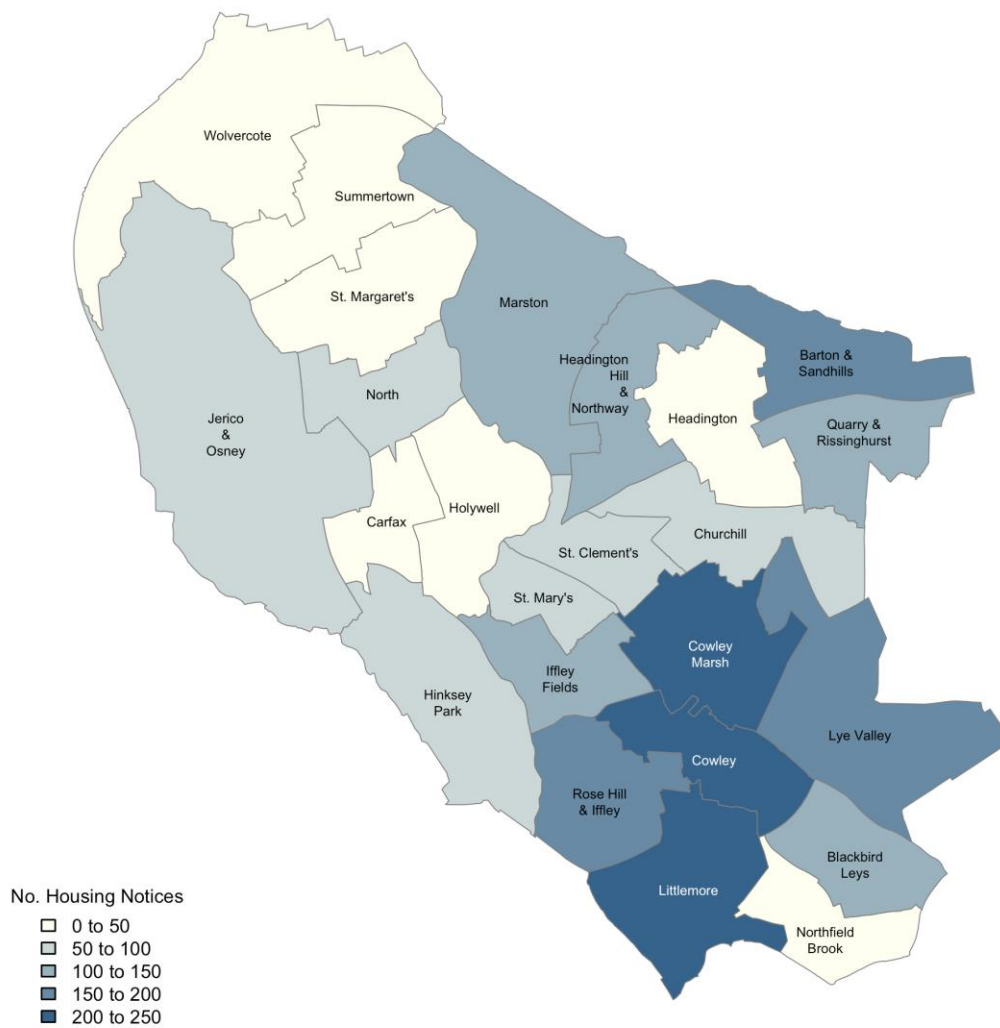 Wolvercote
Summertown
St. Margaret's
Marston
Headington
Hill
&
Northway
Barton &
Sandhills
North
Headington
Quarry &
Rissinghurst
Jerico
&
Osney
Carfax
Holywell
Churchill
St. Clement's
St. Mary's
Cowley
Marsh
Iffley
Fields
Hinksey
Park
Lye Valley
Cowley
Rose Hill
& Iffley
Blackbird
Leys
Littlemore
Northfield
Brook
No. Housing Notices
0 to 50
50 to 100
100 to 150
150 to 200
200 to 250